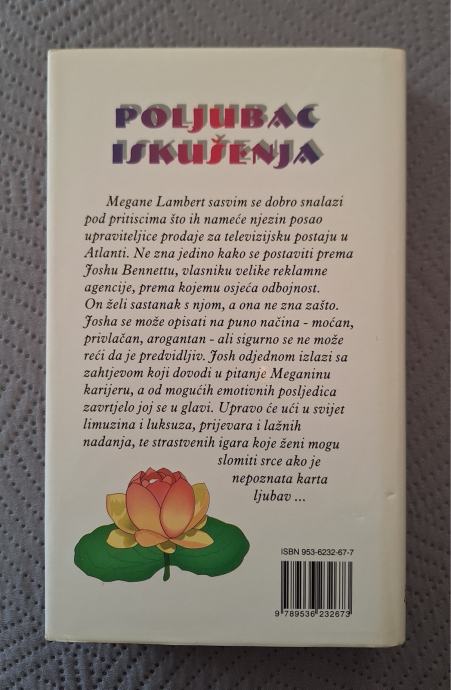 POLJUBAC
ISKUŠENJA
Megane Lambert sasvim se dobro snalazi
pod pritiscima što ih nameće njezin posao
upraviteljice prodaje za televizijsku postaju u
Atlanti. Ne zna jedino kako se postaviti prema
Joshu Bennettu, vlasniku velike reklamne
agencije, prema kojemu osjeća odbojnost.
On želi sastanak s njom, a ona ne zna zašto.
Josha se može opisati na puno načina - moćan,
privlačan, arogantan - ali sigurno se ne može
reći da je predvidljiv. Josh odjednom izlazi sa
zahtjevom koji dovodi u pitanje Meganinu
karijeru, a od mogućih emotivnih posljedica
zavrtjelo joj se u glavi. Upravo će ući u svijet
limuzina i luksuza, prijevara i lažnih
nadanja, te strastvenih igara koje ženi mogu
slomiti srce ako je
nepoznata karta
ljubav ...
ISBN 953-6232-67-7
9 789536 232673